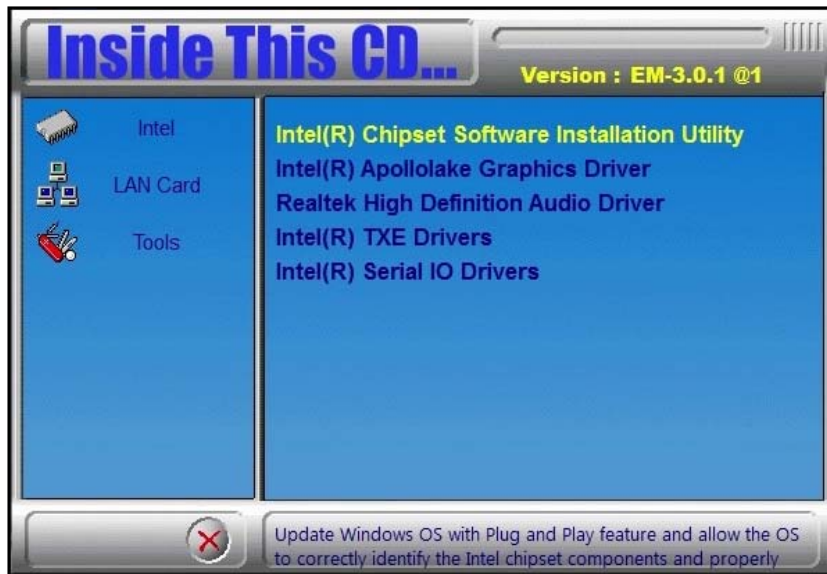 Inside This CD...
Version : EM-3.0.1 @1
Intel
LAN Card
Tools
Intel(R) Chipset Software Installation Utility
Intel(R) Apollolake Graphics Driver
Realtek High Definition Audio Driver
Intel(R) TXE Drivers
Intel(R) Serial IO Drivers
Update Windows OS with Plug and Play feature and allow the OS
to correctly identify the Intel chipset components and properly